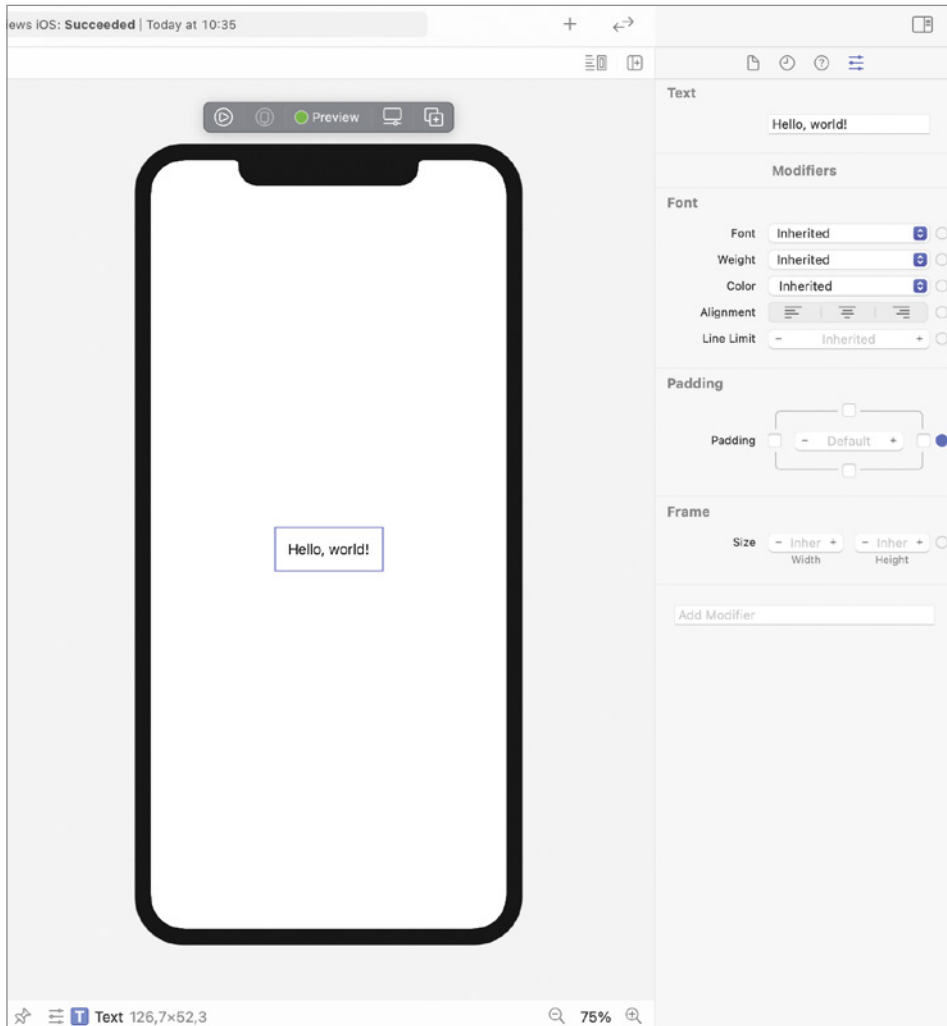 ews iOS: Succeeded | Today at 10:35
Preview
Hello, world!
Text 126,7×52,3
75%
Text
Hello, world!
Modifiers
Font
Font Inherited
Weight Inherited
Color Inherited
Alignment
Line Limit - Inherited +
Padding
Padding - Default +
Frame
Size - Inher + - Inher +
Width Height
Add Modifier